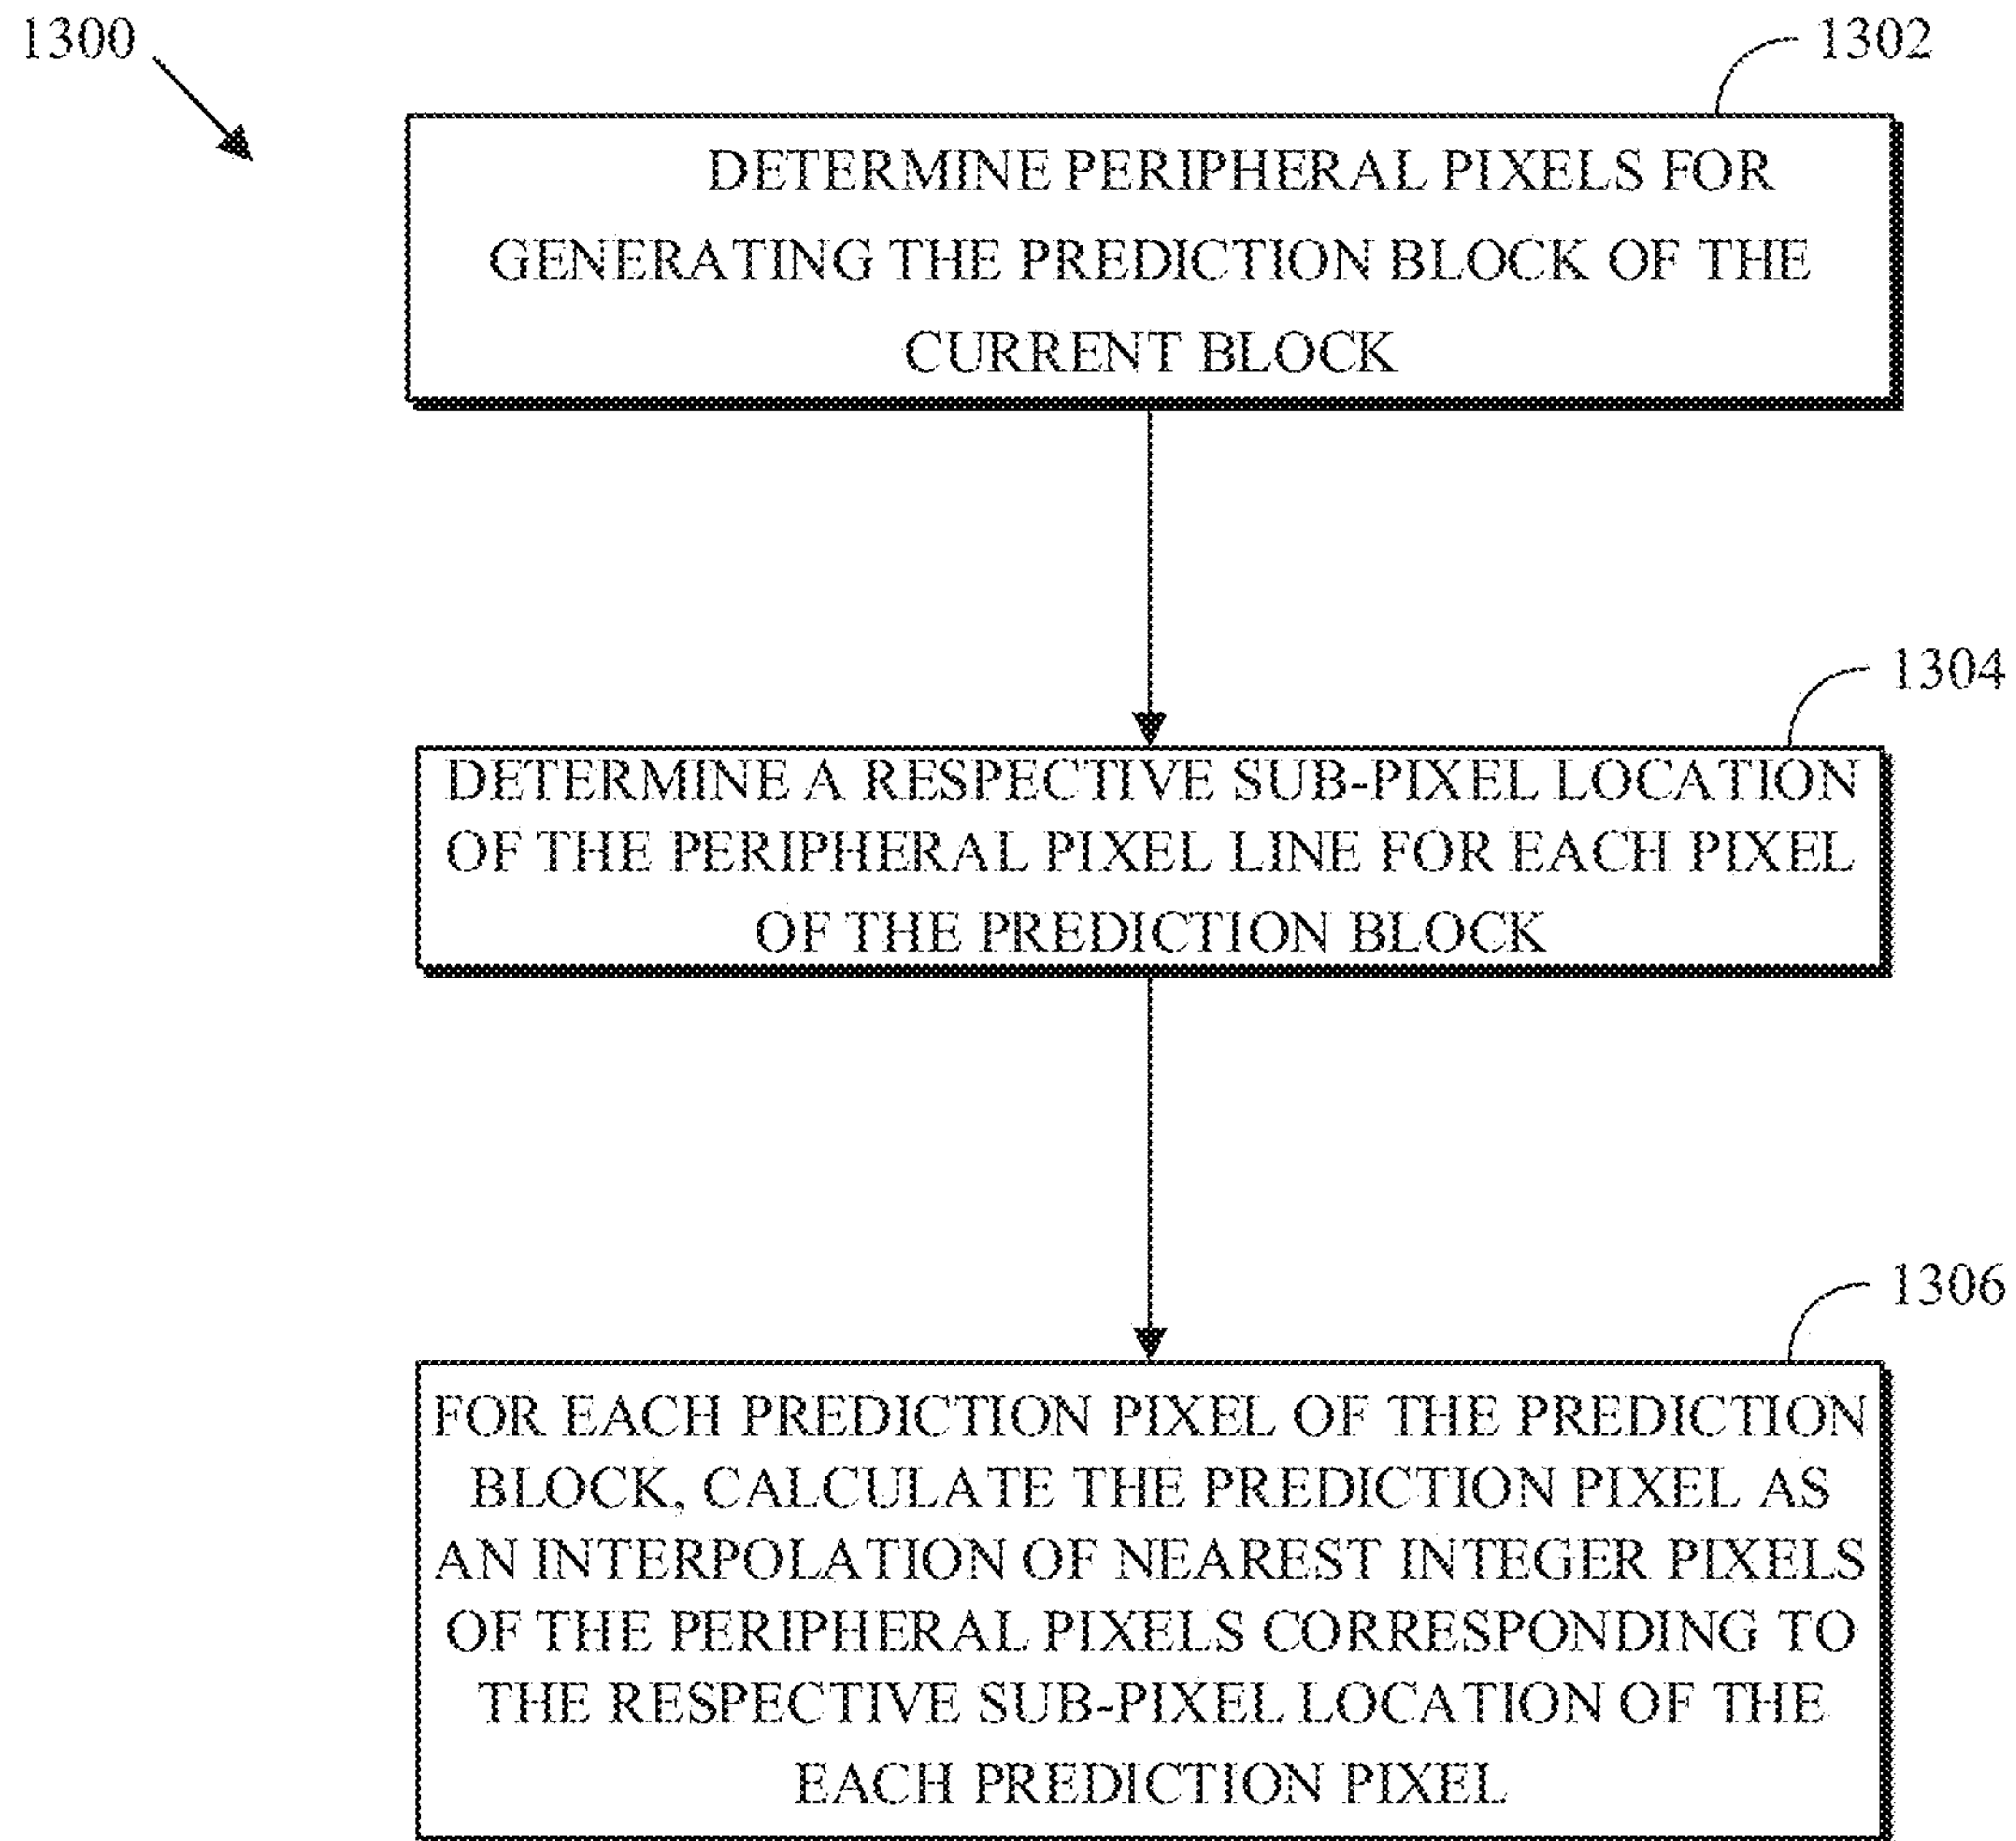 1300
1302
DETERMINE PERIPHERAL PIXELS FOR
GENERATING THE PREDICTION BLOCK OF THE
CURRENT BLOCK
1304
DETERMINE A RESPECTIVE SUB-PIXEL LOCATION
OF THE PERIPHERAL PIXEL LINE FOR EACH PIXEL
OF THE PREDICTION BLOCK
1306
FOR EACH PREDICTION PIXEL OF THE PREDICTION
BLOCK, CALCULATE THE PREDICTION PIXEL AS
AN INTERPOLATION OF NEAREST INTEGER PIXELS
OF THE PERIPHERAL PIXELS CORRESPONDING TO
THE RESPECTIVE SUB-PIXEL LOCATION OF THE
EACH PREDICTION PIXEL